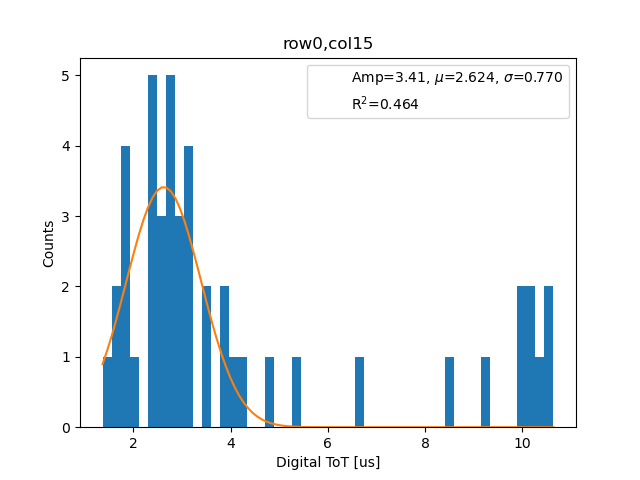 row0,col15
Amp=3.41, μ=2.624, σ=0.770
R²=0.464
5
4
3
2
1
0
Counts
2 4 6 8 10
Digital ToT [us]